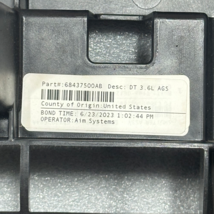 Part#:68437500AB Desc: DT 3.6L AGS
County of Origin:United States
BOND TIME: 6/23/2023 1:02:44 PM
OPERATOR:Aim Systems